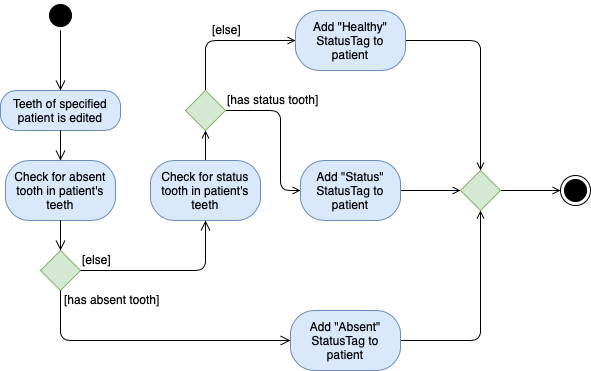 [else]
Add "Healthy"
StatusTag to
patient
Teeth of specified
patient is edited
[has status tooth]
Check for absent
tooth in patient's
teeth
Check for status
tooth in patient's
teeth
Add "Status"
StatusTag to
patient
[else]
[has absent tooth]
Add "Absent"
StatusTag to
patient